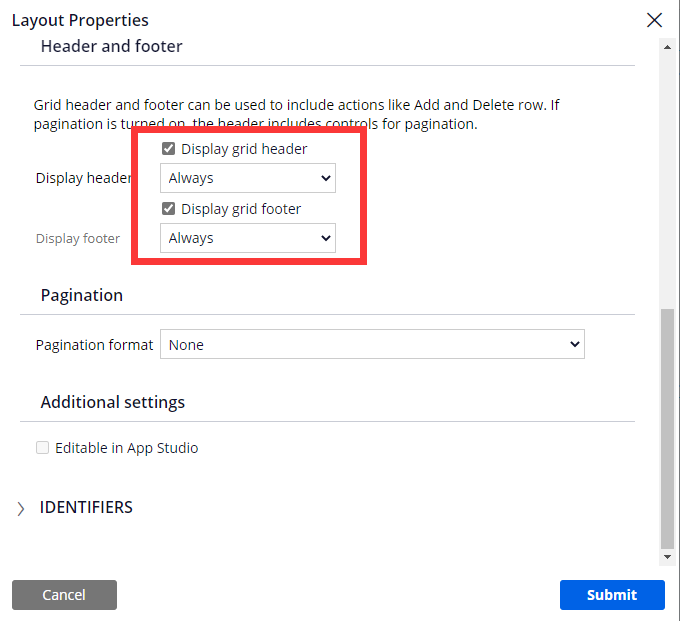 Layout Properties
Header and footer
Grid header and footer can be used to include actions like Add and Delete row. If
pagination is turned on, the header includes controls for pagination.
Display grid header
Display header
Always
Display grid footer
Display footer
Always
Pagination
Pagination format
None
Additional settings
Editable in App Studio
IDENTIFIERS
Cancel
Submit